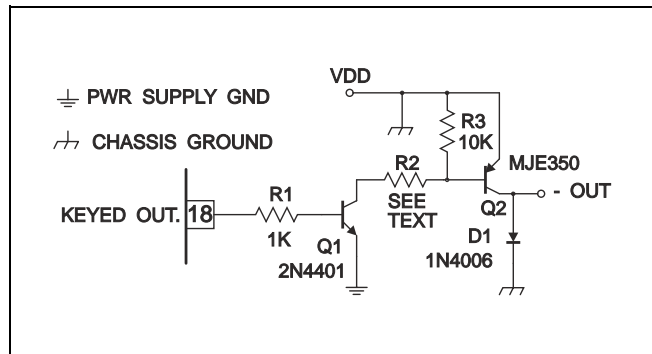 VDD
PWR SUPPLY GND
CHASSIS GROUND
R3
10K
MJE350
R2
SEE
TEXT
- OUT
Q2
KEYED OUT.
18
R1
1K
Q1
2N4401
D1
1N4006